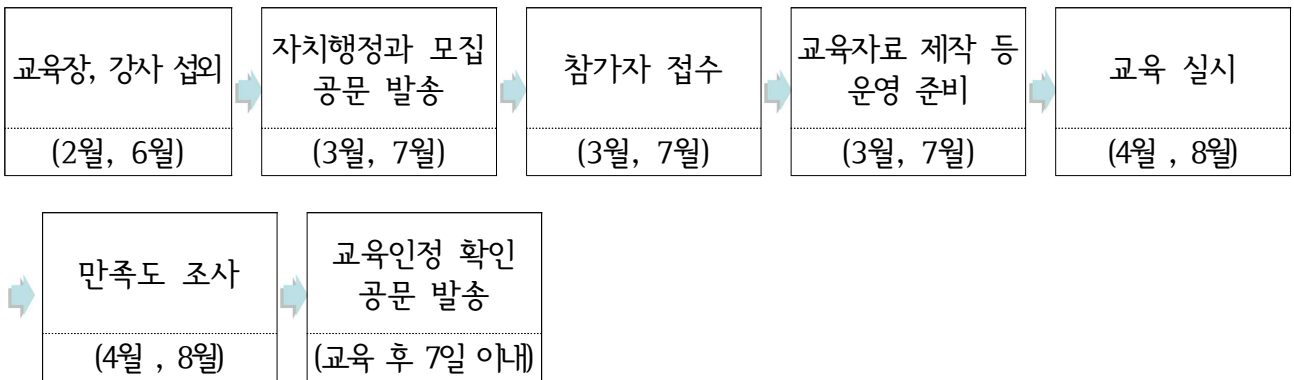 교육장, 강사 섭외
(2월, 6월)
자치행정과 모집
공문 발송
(3월, 7월)
참가자 접수
(3월, 7월)
교육자료 제작 등
운영 준비
(3월, 7월)
교육 실시
(4월 , 8월)
만족도 조사
(4월 , 8월)
교육인정 확인
공문 발송
(교육 후 7일 이내)